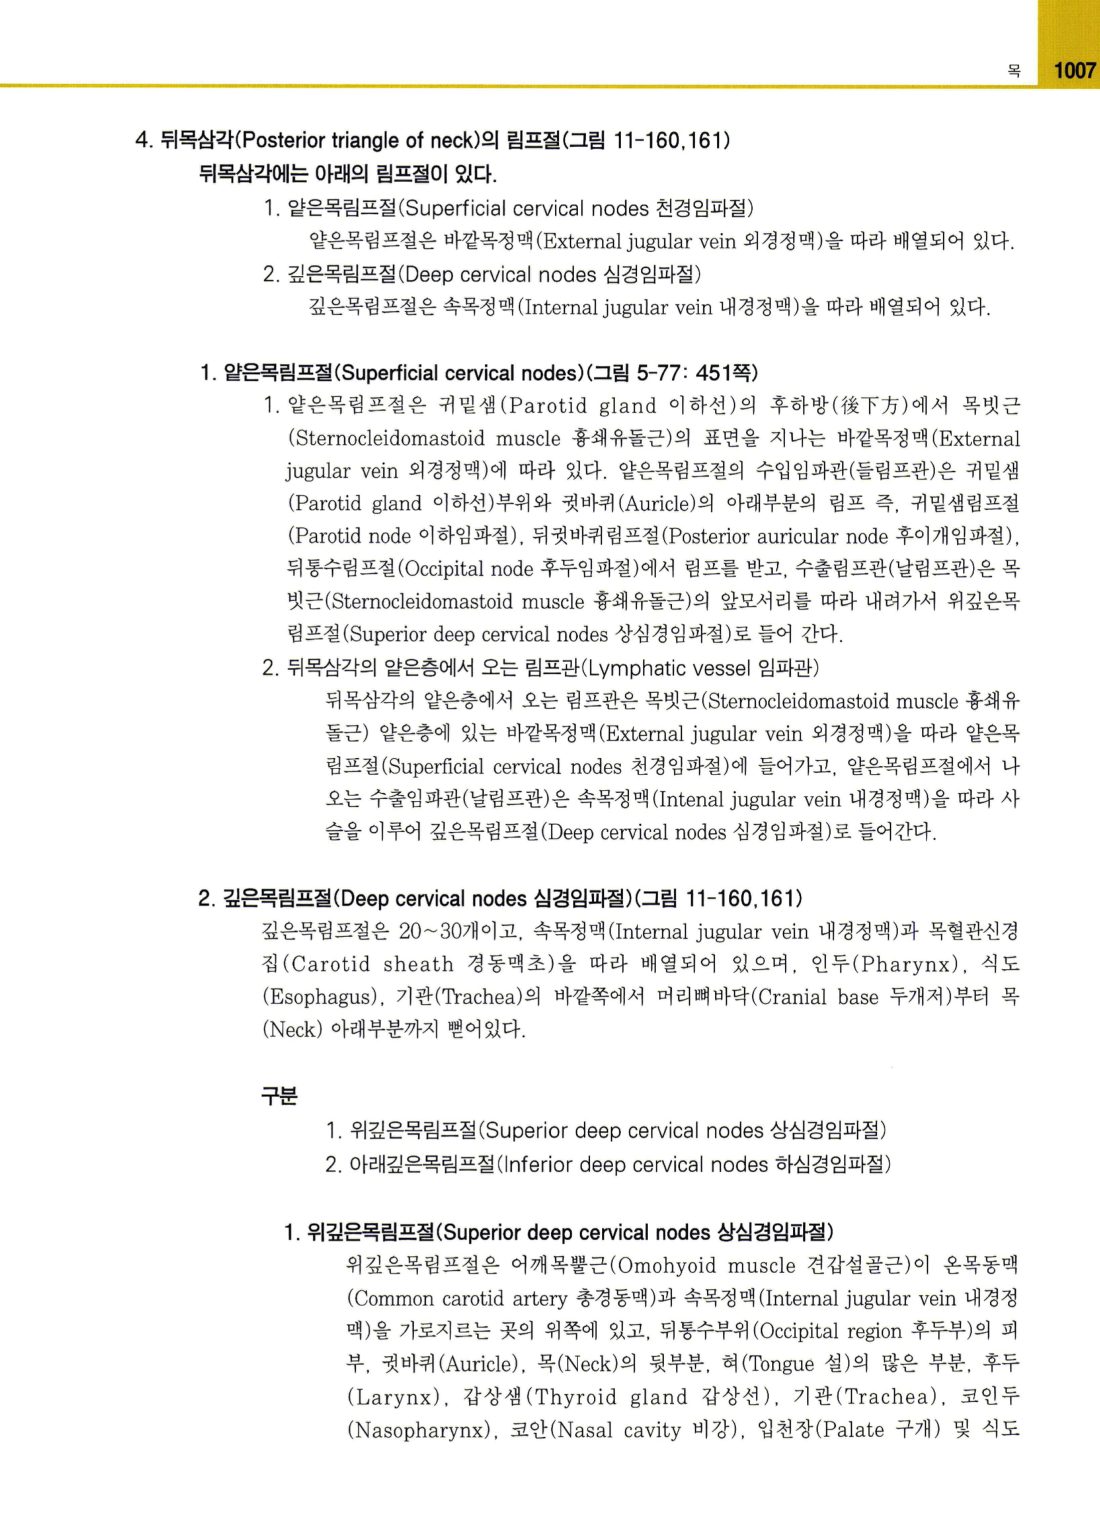 목 1007
4. 뒤목삼각(Posterior triangle of neck)의 림프절(그림 11-160,161)
뒤목삼각에는 아래의 림프절이 있다.
1. 얕은목림프절(Superficial cervical nodes 천경임파절)
얕은목림프절은 바깥목정맥(External jugular vein 외경정맥)을 따라 배열되어 있다.
2. 깊은목림프절(Deep cervical nodes 심경임파절)
깊은목림프절은 속목정맥(Internal jugular vein 내경정맥)을 따라 배열되어 있다.
1. 얕은목림프절(Superficial cervical nodes)(그림 5-77: 451쪽)
1. 얕은목림프절은 귀밑샘(Parotid gland 이하선)의 후하방(後下方)에서 목빗근
(Sternocleidomastoid muscle 흉쇄유돌근)의 표면을 지나는 바깥목정맥(External
jugular vein 외경정맥)에 따라 있다. 얕은목림프절의 수입임파관(들림프관)은 귀밑샘
(Parotid gland 이하선)부위와 귓바퀴(Auricle)의 아래부분의 림프 즉, 귀밑샘림프절
(Parotid node 이하임파절), 뒤귓바퀴림프절(Posterior auricular node 후이개임파절),
뒤통수림프절(Occipital node 후두임파절)에서 림프를 받고, 수출림프관(날림프관)은 목
빗근(Sternocleidomastoid muscle 흉쇄유돌근)의 앞모서리를 따라 내려가서 위깊은목
림프절(Superior deep cervical nodes 상심경임파절)로 들어 간다.
2. 뒤목삼각의 얕은층에서 오는 림프관(Lymphatic vessel 임파관)
뒤목삼각의 얕은층에서 오는 림프관은 목빗근(Sternocleidomastoid muscle 흉쇄유
돌근) 얕은층에 있는 바깥목정맥(External jugular vein 외경정맥)을 따라 얕은목
림프절(Superficial cervical nodes 천경임파절)에 들어가고, 얕은목림프절에서 나
오는 수출임파관(날림프관)은 속목정맥(Intenal jugular vein 내경정맥)을 따라 사
슬을 이루어 깊은목림프절(Deep cervical nodes 심경임파절)로 들어간다.
2. 깊은목림프절(Deep cervical nodes 심경임파절)(그림 11-160,161)
깊은목림프절은 20~30개이고, 속목정맥(Internal jugular vein 내경정맥)과 목혈관신경
집(Carotid sheath 경동맥초)을 따라 배열되어 있으며, 인두(Pharynx), 식도
(Esophagus), 기관(Trachea)의 바깥쪽에서 머리뼈바닥(Cranial base 두개저)부터 목
(Neck) 아래부분까지 뻗어있다.
구분
1. 위깊은목림프절(Superior deep cervical nodes 상심경임파절)
2. 아래깊은목림프절(Inferior deep cervical nodes 하심경임파절)
1. 위깊은목림프절(Superior deep cervical nodes 상심경임파절)
위깊은목림프절은 어깨목뿔근(Omohyoid muscle 견갑설골근)이 온목동맥
(Common carotid artery 총경동맥)과 속목정맥(Internal jugular vein 내경정
맥)을 가로지르는 곳의 위쪽에 있고, 뒤통수부위(Occipital region 후두부)의 피
부, 귓바퀴(Auricle), 목(Neck)의 뒷부분, 혀(Tongue 설)의 많은 부분, 후두
(Larynx), 갑상샘(Thyroid gland 갑상선), 기관(Trachea), 코인두
(Nasopharynx), 코안(Nasal cavity 비강), 입천장(Palate 구개) 및 식도